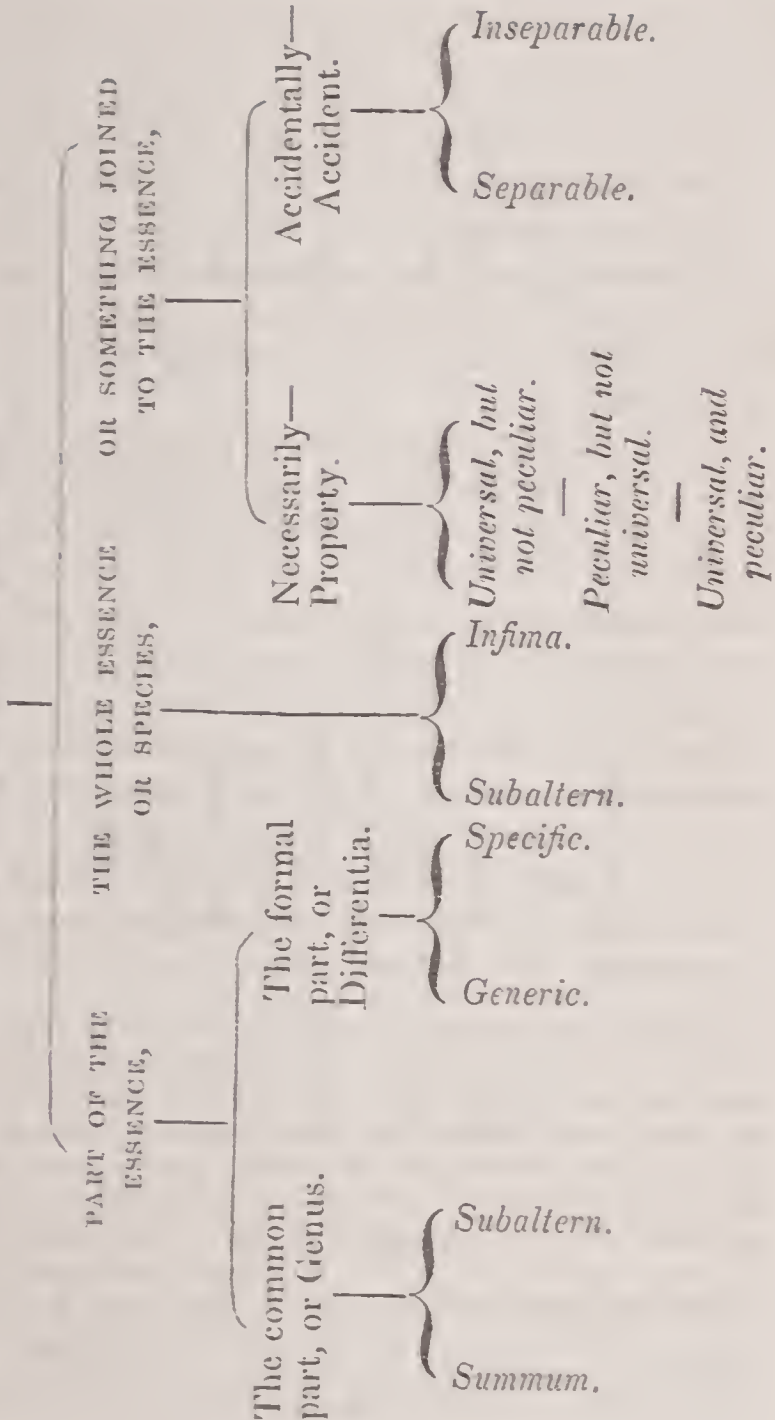 PART OF THE
ESSENCE,
THE WHOLE ESSENCE
OR SPECIES,
OR SOMETHING JOINED
TO THE ESSENCE,
The common
part, or Genus.
The formal
part, or
Differentia.
Necessarily—
Property.
Accidentally—
Accident.
Summum.
Subaltern.
Generic.
Specific.
Subaltern.
Infima.
Universal, but
not peculiar.
Peculiar, but not
universal.
Universal, and
peculiar.
Separable.
Inseparable.